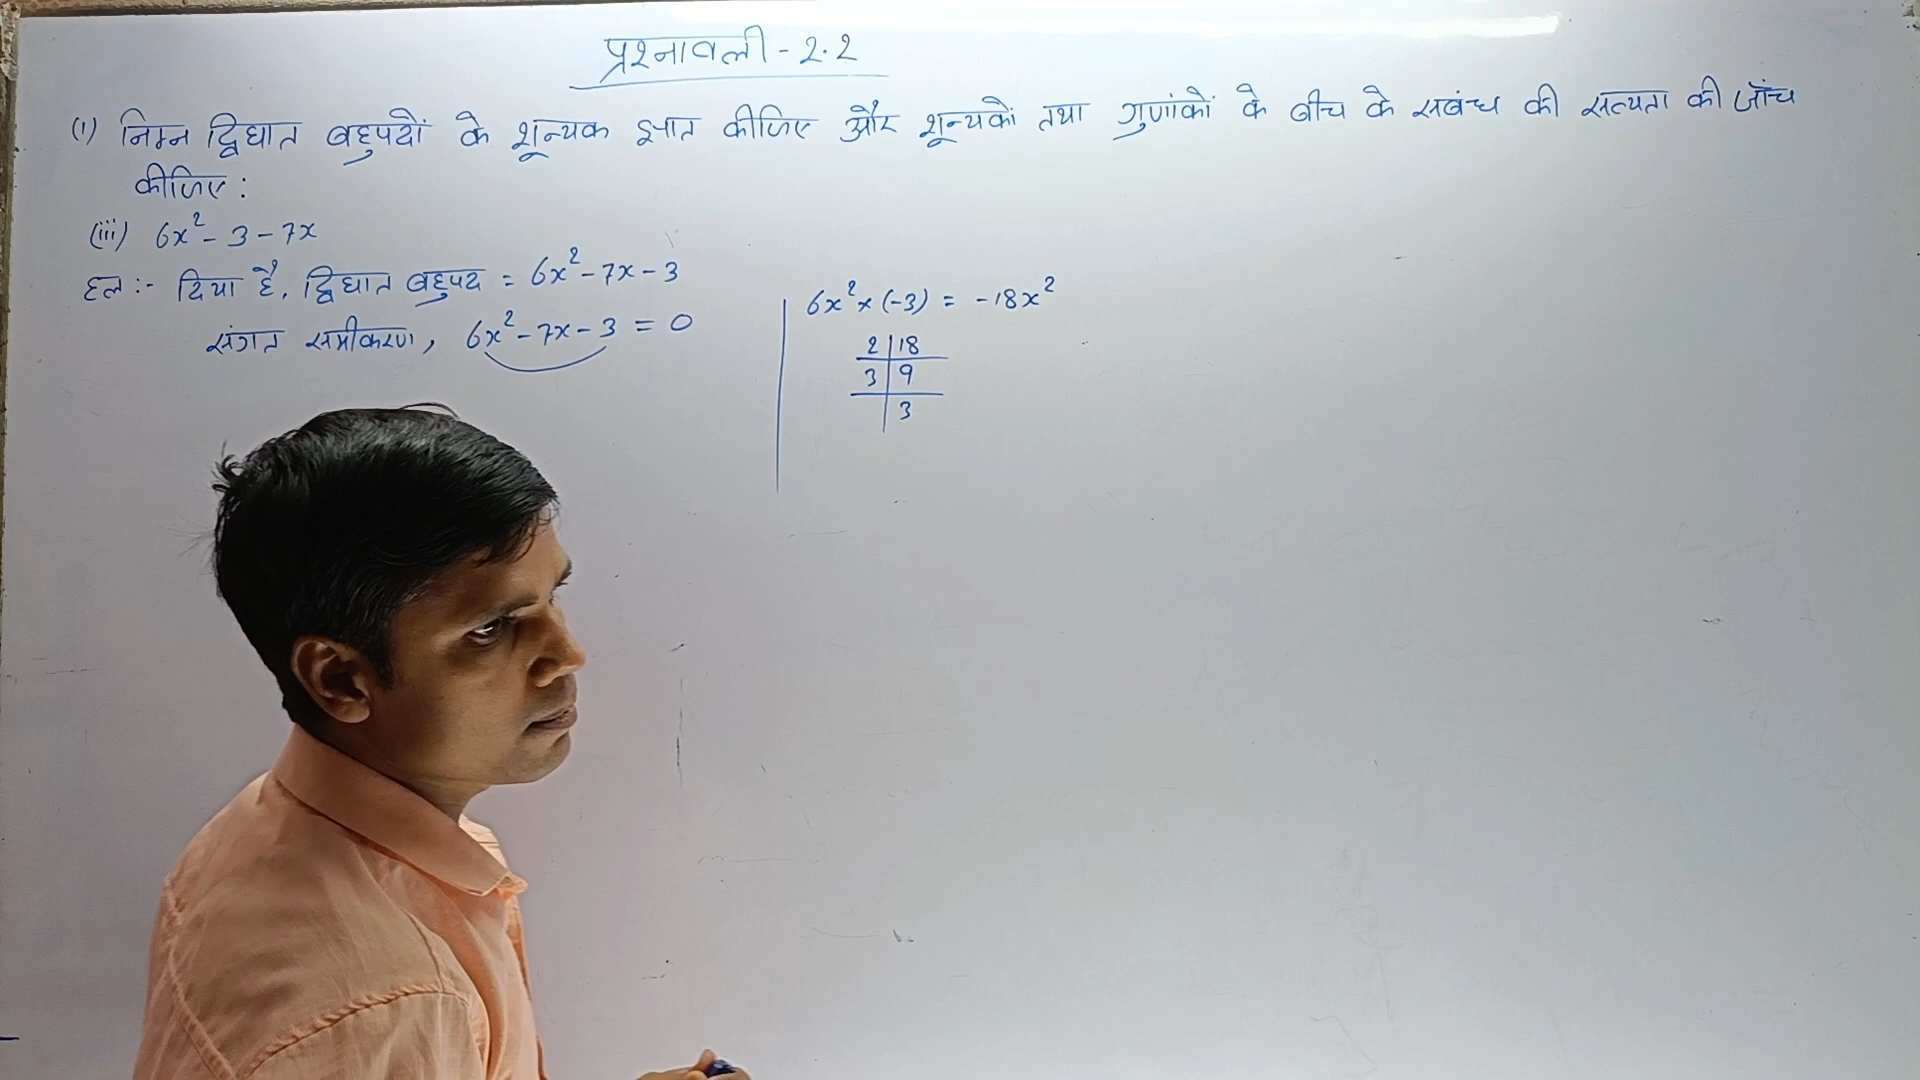 प्रश्नावली - 2.2
(1) निम्न द्विघात बहुपदों के शून्यक ज्ञात कीजिए और शून्यकों तथा गुणांकों के बीच के सबंन्ध की सत्यता की जाँच
कीजिए:
(iii) 6x² - 3 - 7x
हल :- दिया है, द्विघात बहुपद = 6x² - 7x - 3
संगत समीकरण, 6x² - 7x - 3 = 0
6x² × (-3) = -18x²
2 | 18
3 | 9
| 3